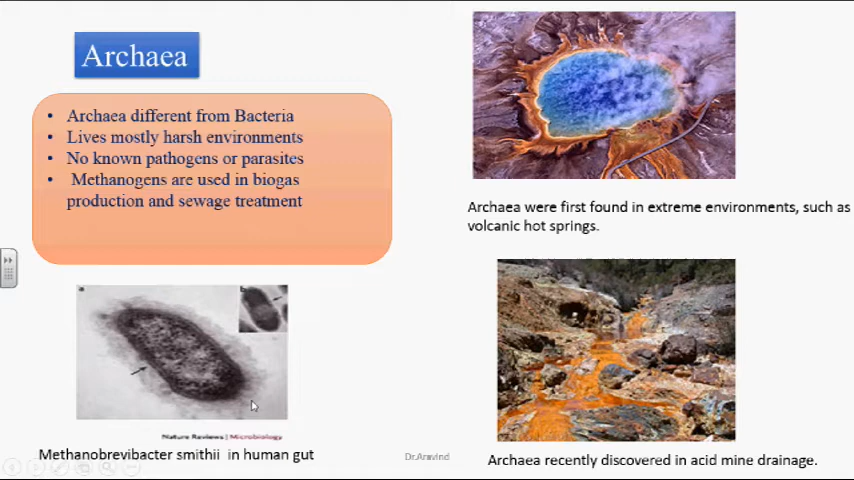 Archaea
• Archaea different from Bacteria
• Lives mostly harsh environments
• No known pathogens or parasites
• Methanogens are used in biogas
production and sewage treatment
Archaea were first found in extreme environments, such as
volcanic hot springs.
a
b
Nature Reviews | Microbiology
Methanobrevibacter smithii in human gut
Dr.Aravind
Archaea recently discovered in acid mine drainage.